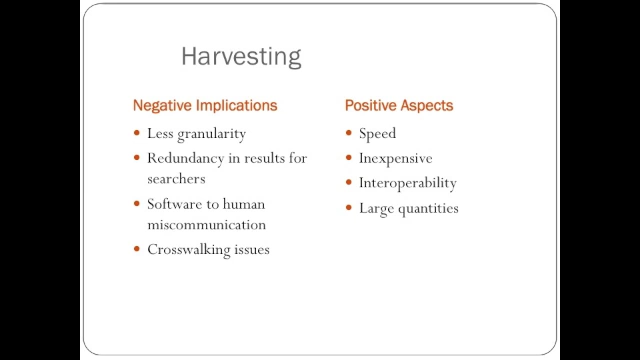 Harvesting
Negative Implications
• Less granularity
• Redundancy in results for
searchers
• Software to human
miscommunication
• Crosswalking issues
Positive Aspects
• Speed
• Inexpensive
• Interoperability
• Large quantities